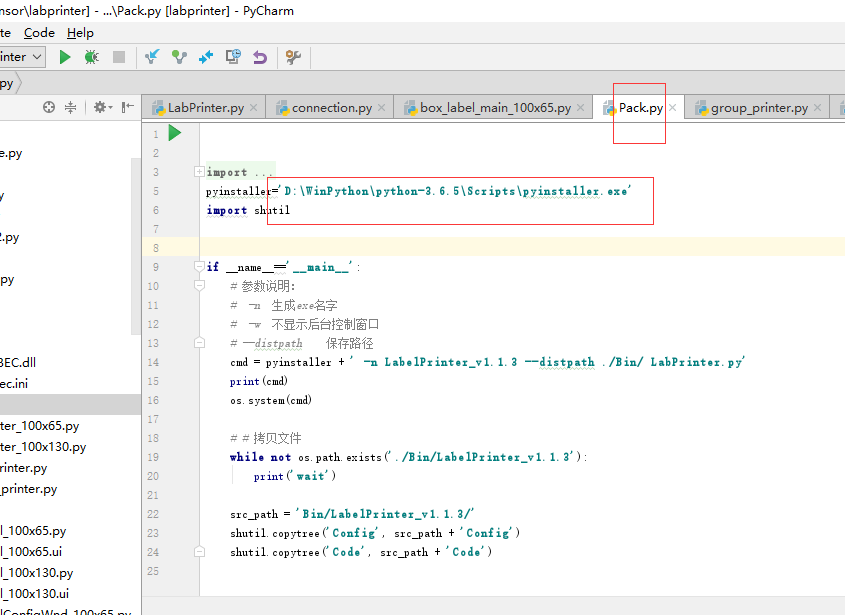 nsor\labprinter] - ...\Pack.py [labprinter] - PyCharm
te Code Help
inter
py
LabPrinter.py connection.py box_label_main_100x65.py Pack.py group_printer.py
e.py
y
2.py
py
BEC.dll
ec.ini
ter_100x65.py
ter_100x130.py
rinter.py
_printer.py
l_100x65.py
l_100x65.ui
l_100x130.py
l_100x130.ui
lConfigWnd_100x65.py
1
2
3 import ...
5 pyinstaller='D:\WinPython\python-3.6.5\Scripts\pyinstaller.exe'
6 import shutil
7
8
9 if __name__=='__main__':
10 # 参数说明:
11 # -n 生成exe名字
12 # -w 不显示后台控制窗口
13 # --distpath 保存路径
14 cmd = pyinstaller + ' -n LabelPrinter_v1.1.3 --distpath ./Bin/ LabPrinter.py'
15 print(cmd)
16 os.system(cmd)
17
18 # # 拷贝文件
19 while not os.path.exists('./Bin/LabelPrinter_v1.1.3'):
20 print('wait')
21
22 src_path = 'Bin/LabelPrinter_v1.1.3/'
23 shutil.copytree('Config', src_path + 'Config')
24 shutil.copytree('Code', src_path + 'Code')
25